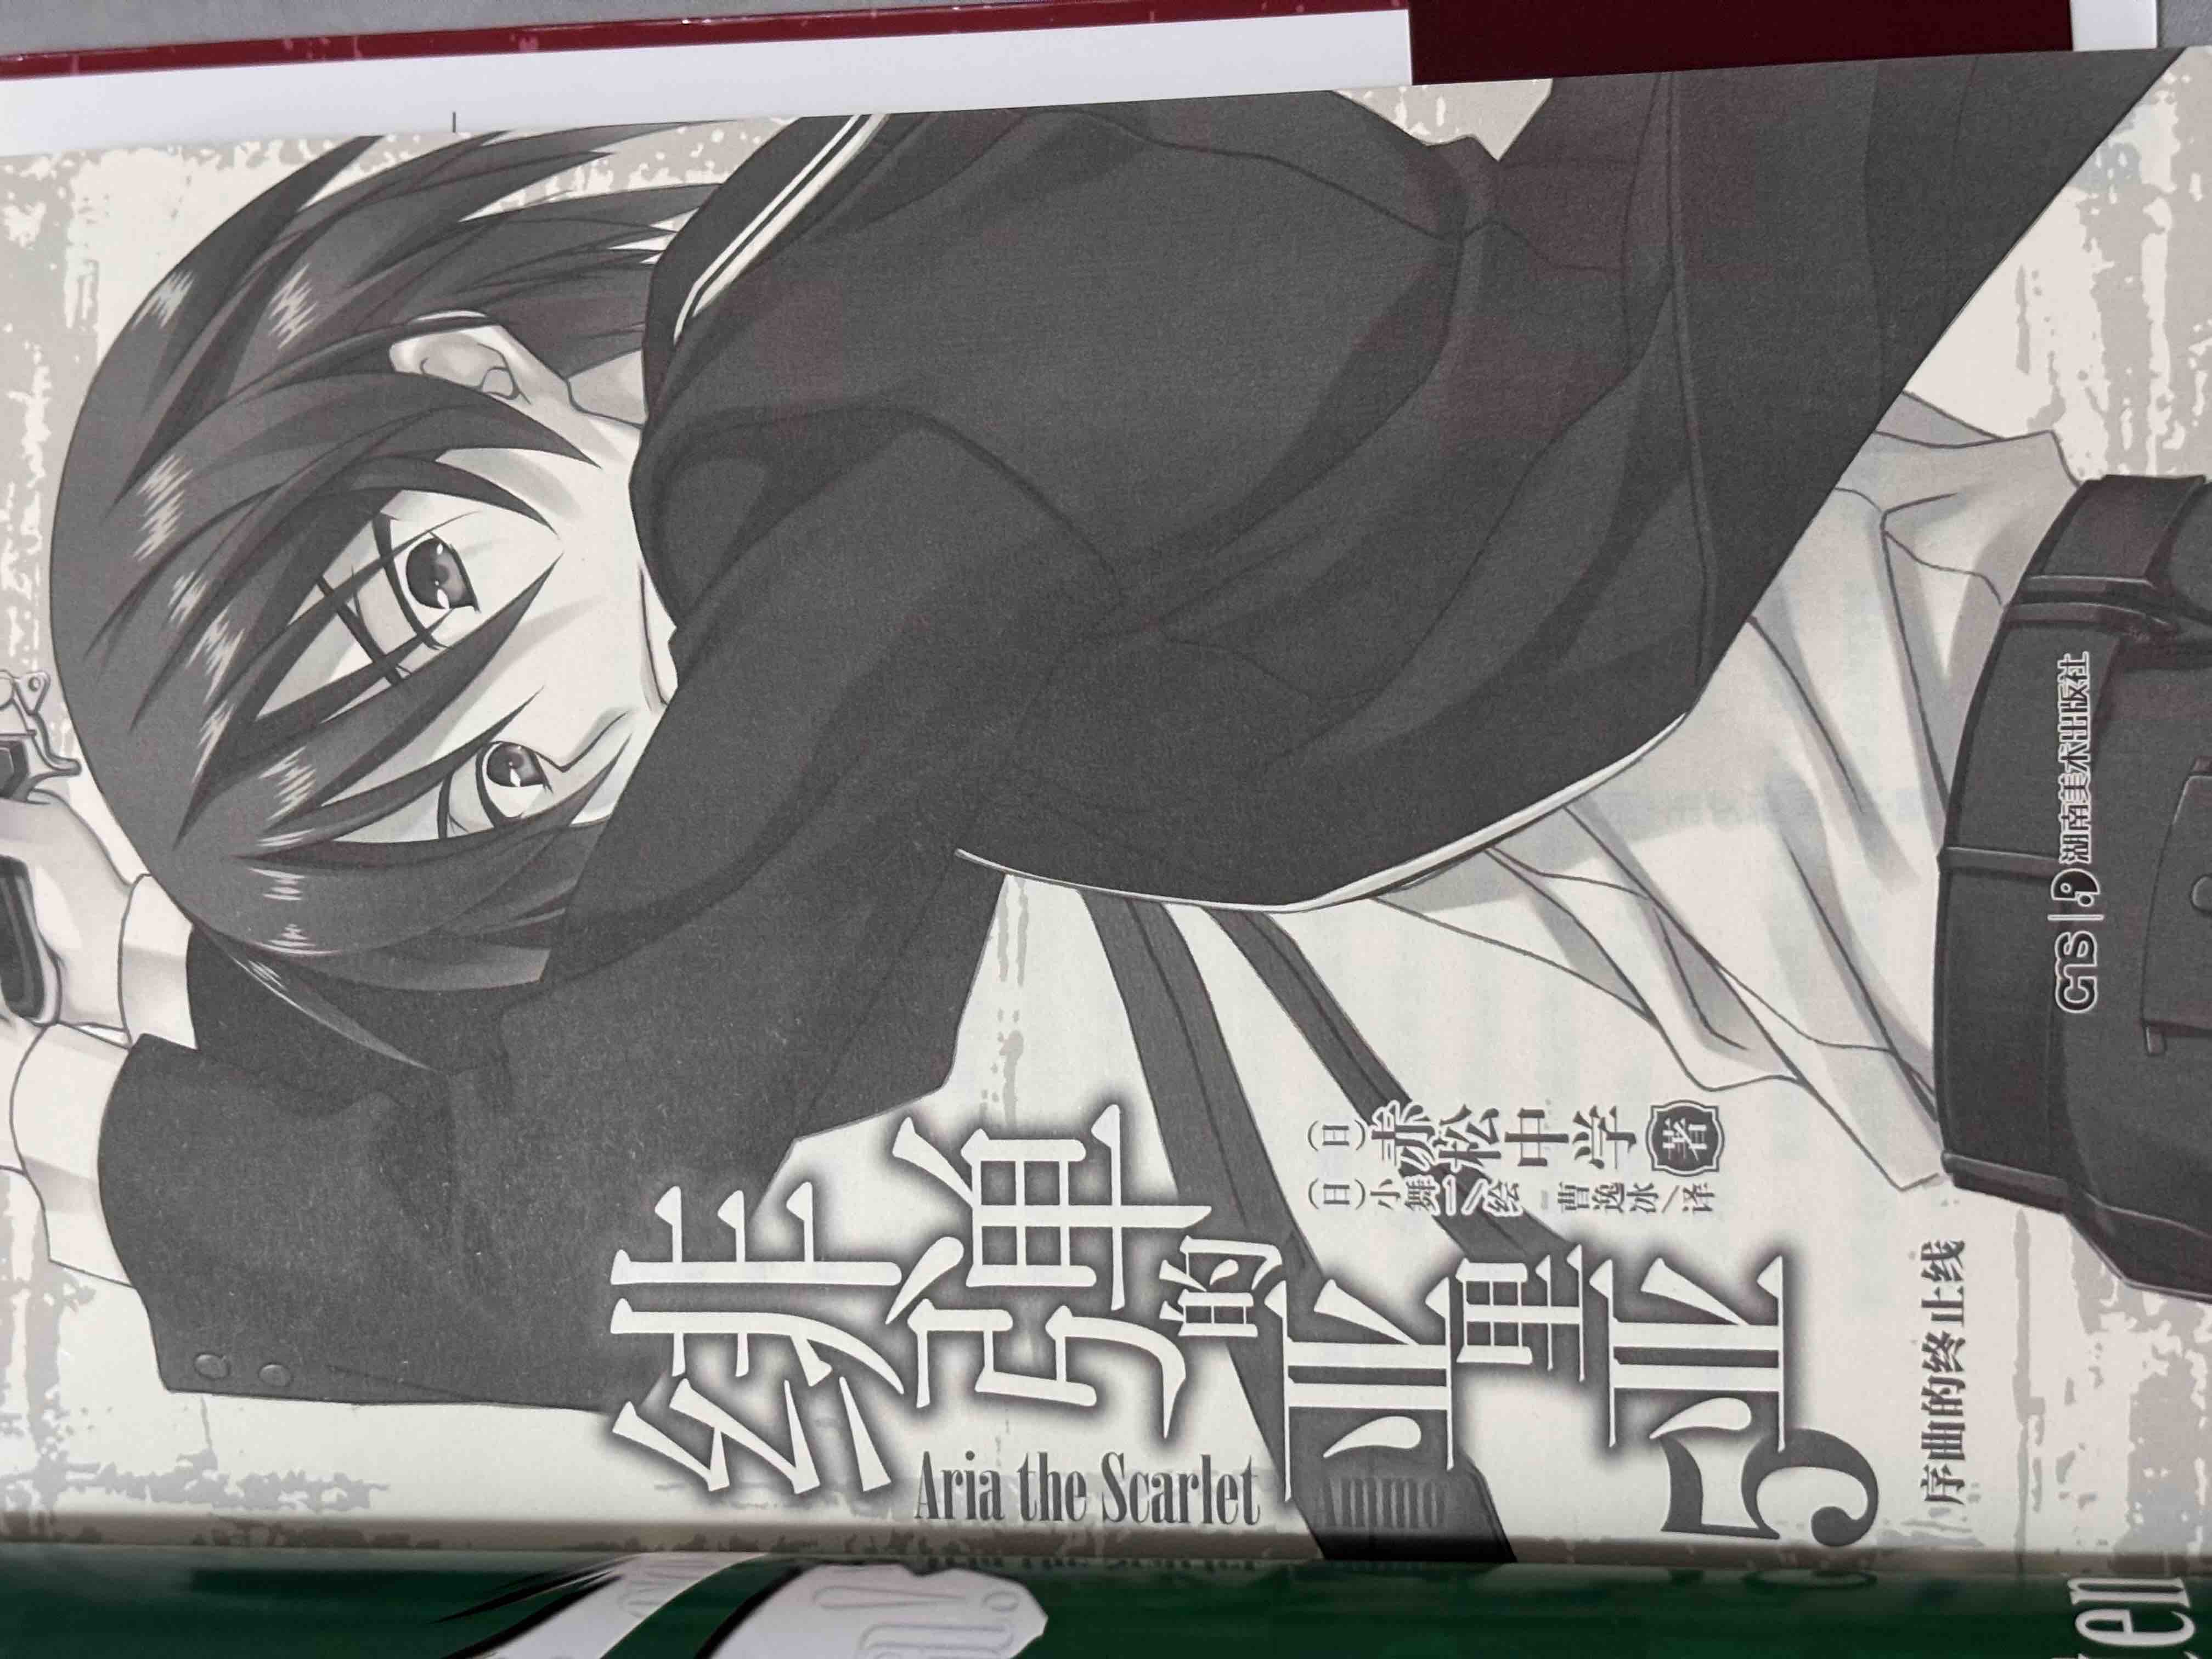 绯弹的亚里亚
Aria the Scarlet
5
(日)赤松中学 著
(日)小舞一/绘 曹逸冰/译
序曲的终止线
CNS 湖南美术出版社